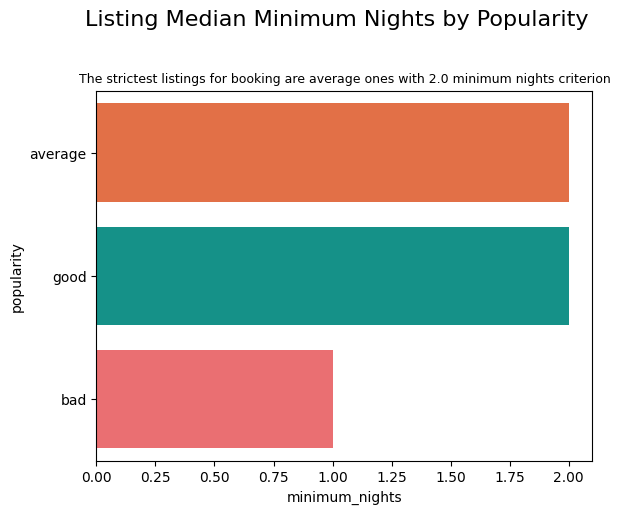 Listing Median Minimum Nights by Popularity
The strictest listings for booking are average ones with 2.0 minimum nights criterion
average
good
bad
popularity
0.00 0.25 0.50 0.75 1.00 1.25 1.50 1.75 2.00
minimum_nights